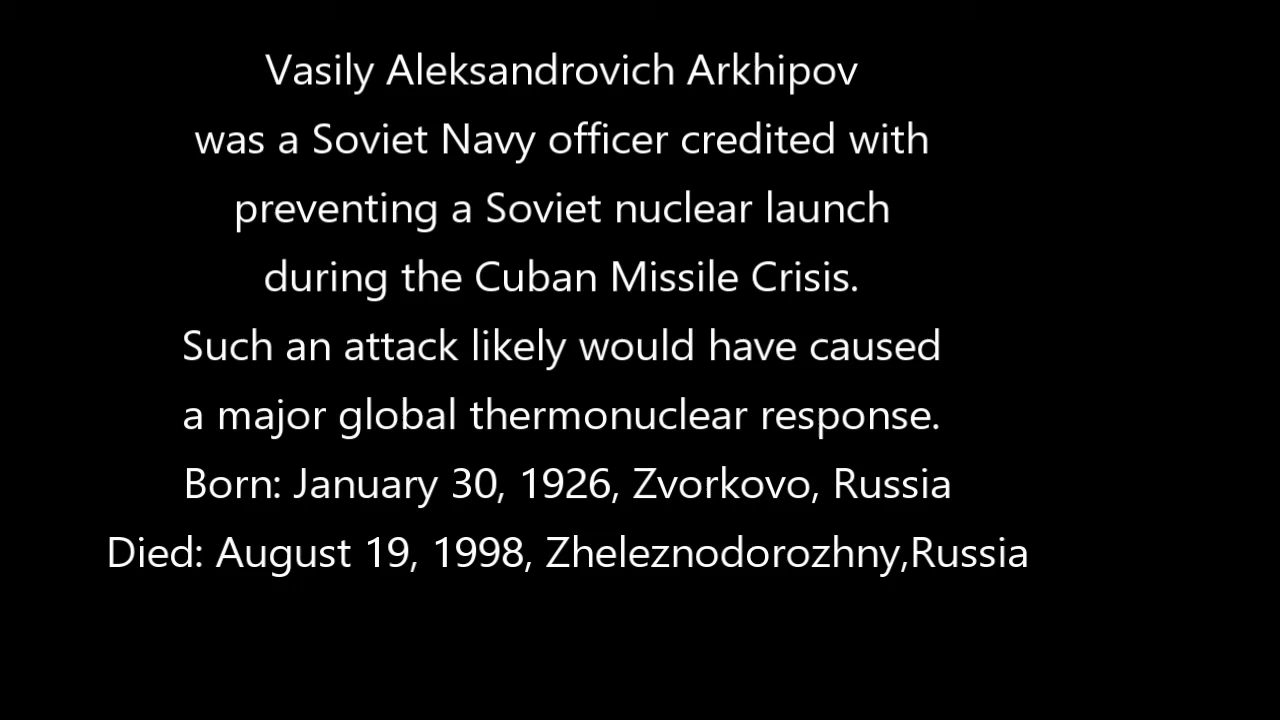 Vasily Aleksandrovich Arkhipov
was a Soviet Navy officer credited with
preventing a Soviet nuclear launch
during the Cuban Missile Crisis.
Such an attack likely would have caused
a major global thermonuclear response.
Born: January 30, 1926, Zvorkovo, Russia
Died: August 19, 1998, Zheleznodorozhny,Russia